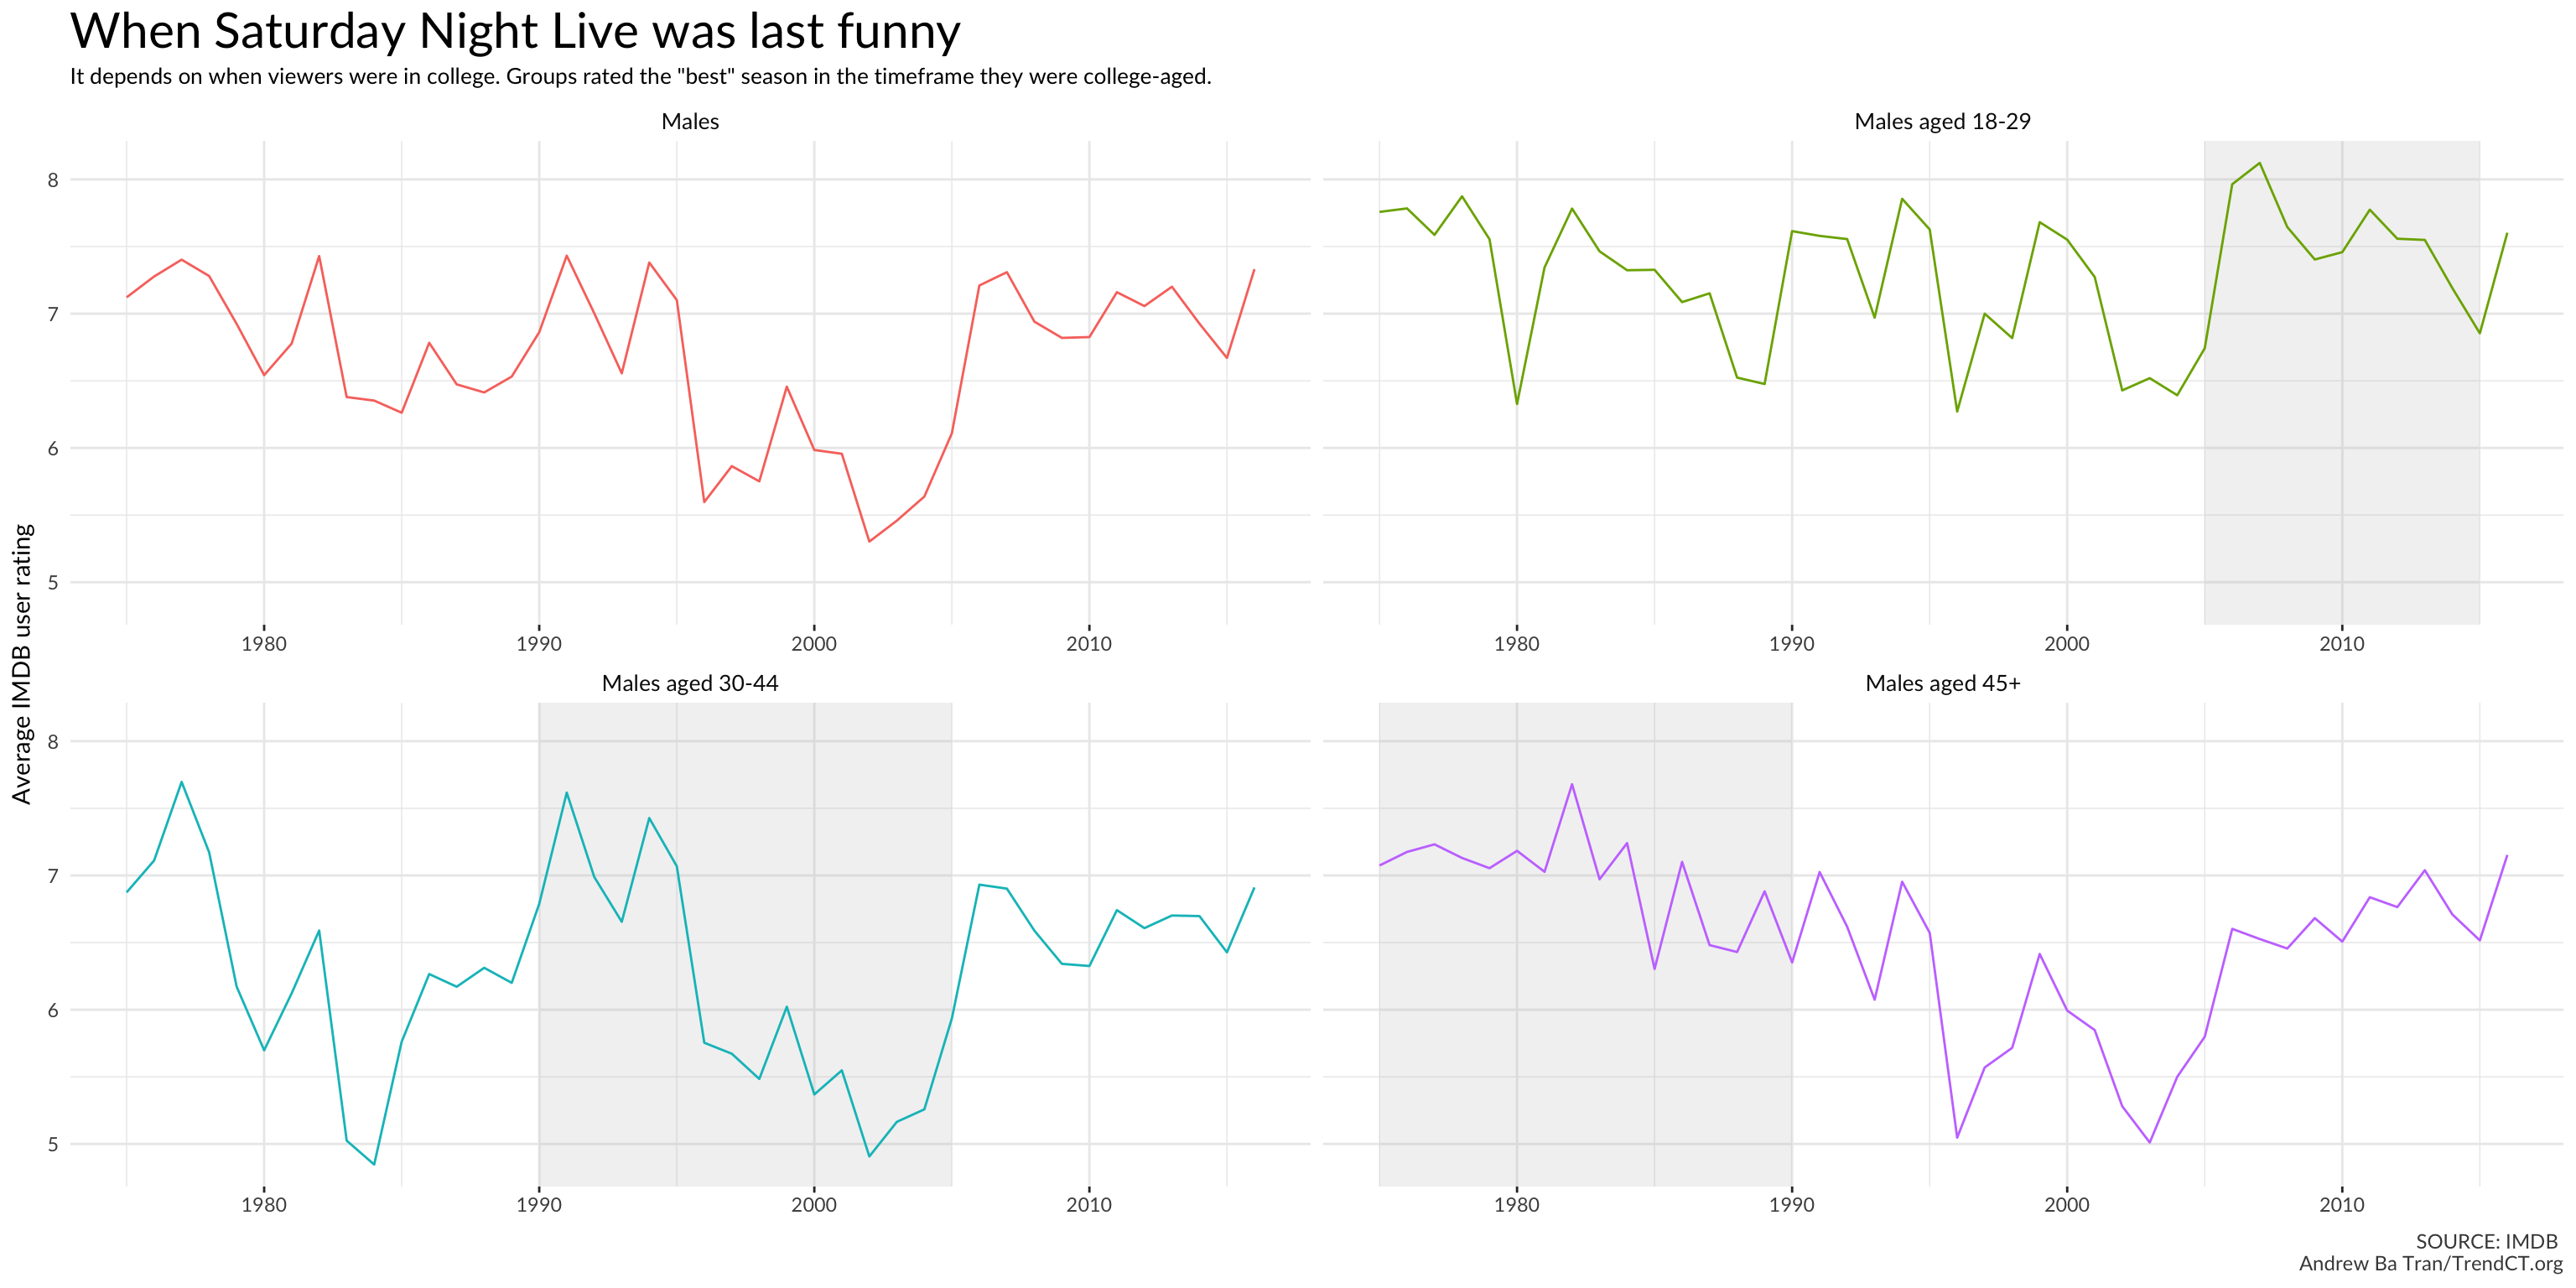 When Saturday Night Live was last funny
It depends on when viewers were in college. Groups rated the "best" season in the timeframe they were college-aged.
Average IMDB user rating
Males
8
7
6
5
1980
1990
2000
2010
Males aged 18-29
1980
1990
2000
2010
Males aged 30-44
8
7
6
5
1980
1990
2000
2010
Males aged 45+
1980
1990
2000
2010
SOURCE: IMDB
Andrew Ba Tran/TrendCT.org